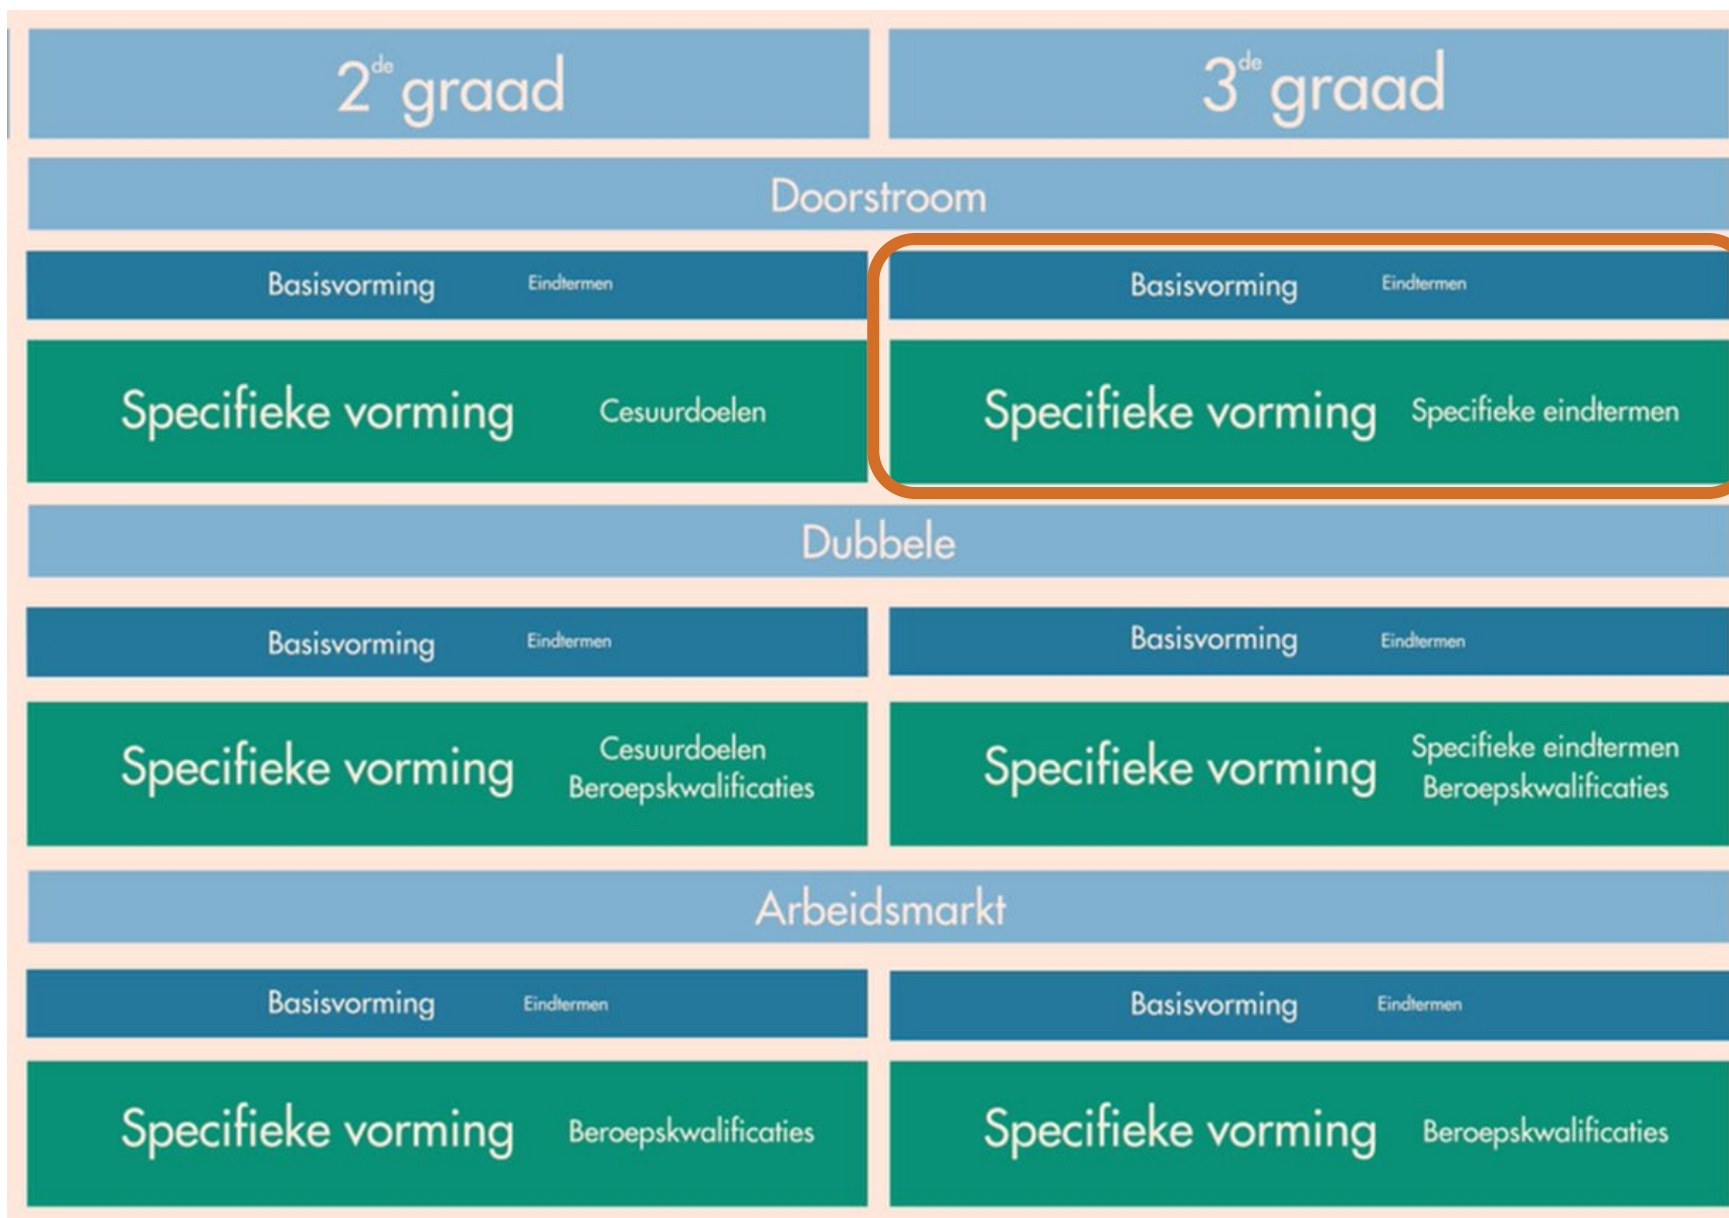 2de graad
3de graad
Doorstroom
Basisvorming Eindtermen
Basisvorming Eindtermen
Specifieke vorming Cesuurdoelen
Specifieke vorming Specifieke eindtermen
Dubbele
Basisvorming Eindtermen
Basisvorming Eindtermen
Specifieke vorming Cesuurdoelen
Beroepskwalificaties
Specifieke vorming Specifieke eindtermen
Beroepskwalificaties
Arbeidsmarkt
Basisvorming Eindtermen
Basisvorming Eindtermen
Specifieke vorming Beroepskwalificaties
Specifieke vorming Beroepskwalificaties